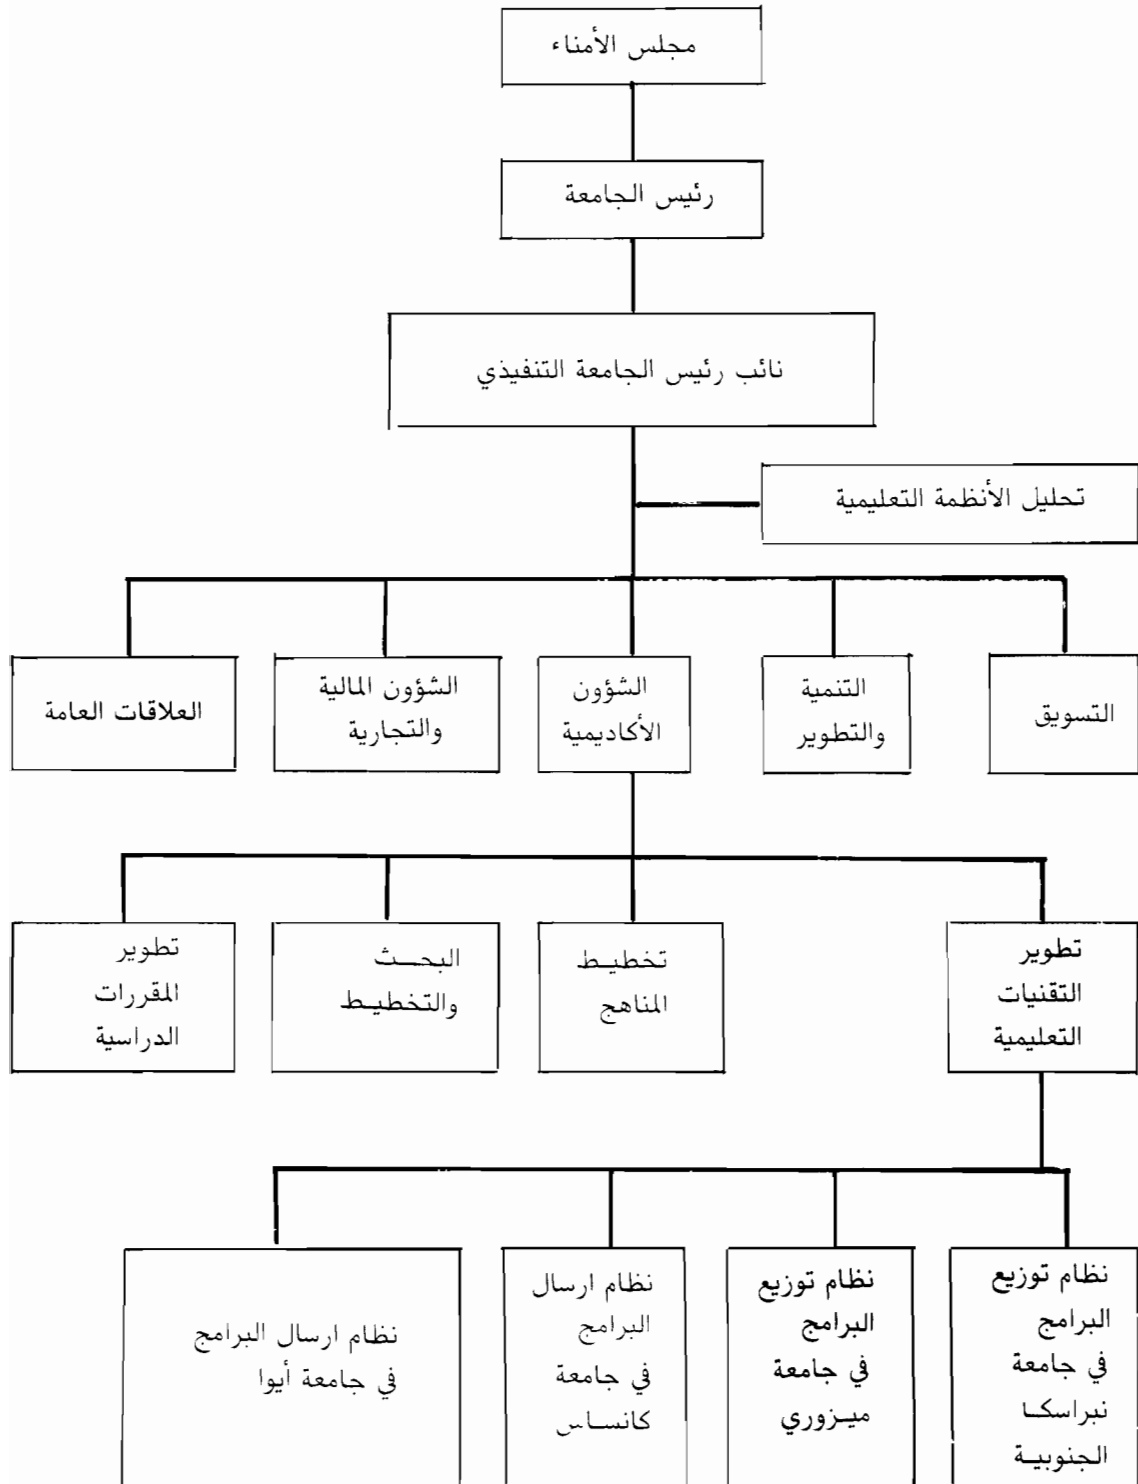 مجلس الأمناء
رئيس الجامعة
نائب رئيس الجامعة التنفيذي
تحليل الأنظمة التعليمية
التسويق
التنمية
والتطوير
الشؤون
الأكاديمية
الشؤون المالية
والتجارية
العلاقات العامة
تطوير
التقنيات
التعليمية
تخطيط
المناهج
البحث
والتخطيط
تطوير
المقررات
الدراسية
نظام توزيع
البرامج
في جامعة
نبراسكا
الجنوبية
نظام توزيع
البرامج
في جامعة
ميزوري
نظام ارسال
البرامج
في جامعة
كانساس
نظام ارسال البرامج
في جامعة أيوا